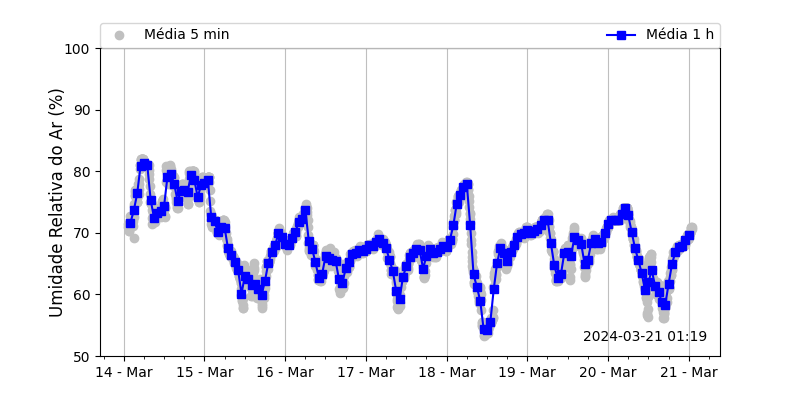 Média 5 min
Média 1 h
Umidade Relativa do Ar (%)
100
90
80
70
60
50
2024-03-21 01:19
14 - Mar
15 - Mar
16 - Mar
17 - Mar
18 - Mar
19 - Mar
20 - Mar
21 - Mar